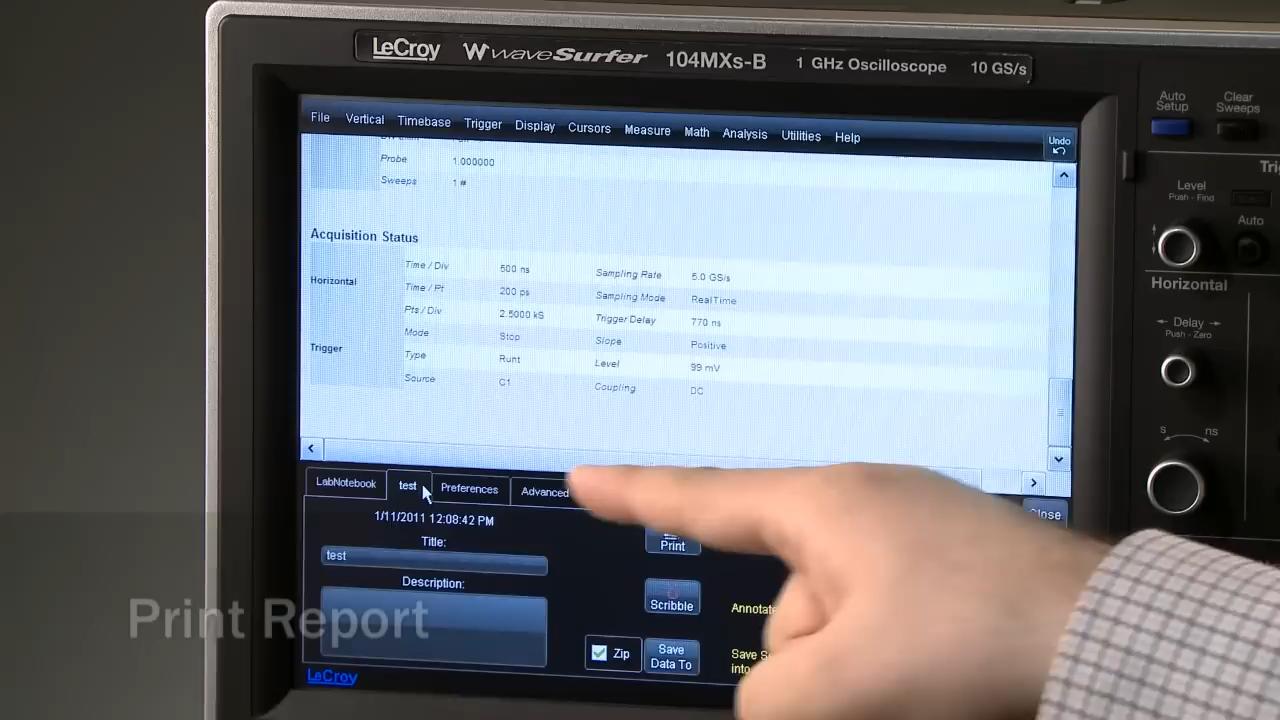 LeCroy waveSurfer 104MXs-B 1 GHz Oscilloscope 10 GS/s
Auto Setup Clear Sweeps
File Vertical Timebase Trigger Display Cursors Measure Math Analysis Utilities Help Undo
Probe 1.000000
Sweeps 1 #
Level
Push - Find
Auto
Acquisition Status
Horizontal
Time / Div 500 ns Sampling Rate 5.0 GS/s
Time / Pt 200 ps Sampling Mode RealTime
Pts / Div 2.5000 kS Trigger Delay 770 ns
Trigger
Mode Stop Slope Positive
Type Runt Level 99 mV
Source C1 Coupling DC
Horizontal
Delay
Push - Zero
S ns
LabNotebook test Preferences Advanced
Close
1/11/2011 12:08:42 PM
Title:
test
Description:
Print
Scribble
Zip
Save Data To
Save
Print Report
LeCroy